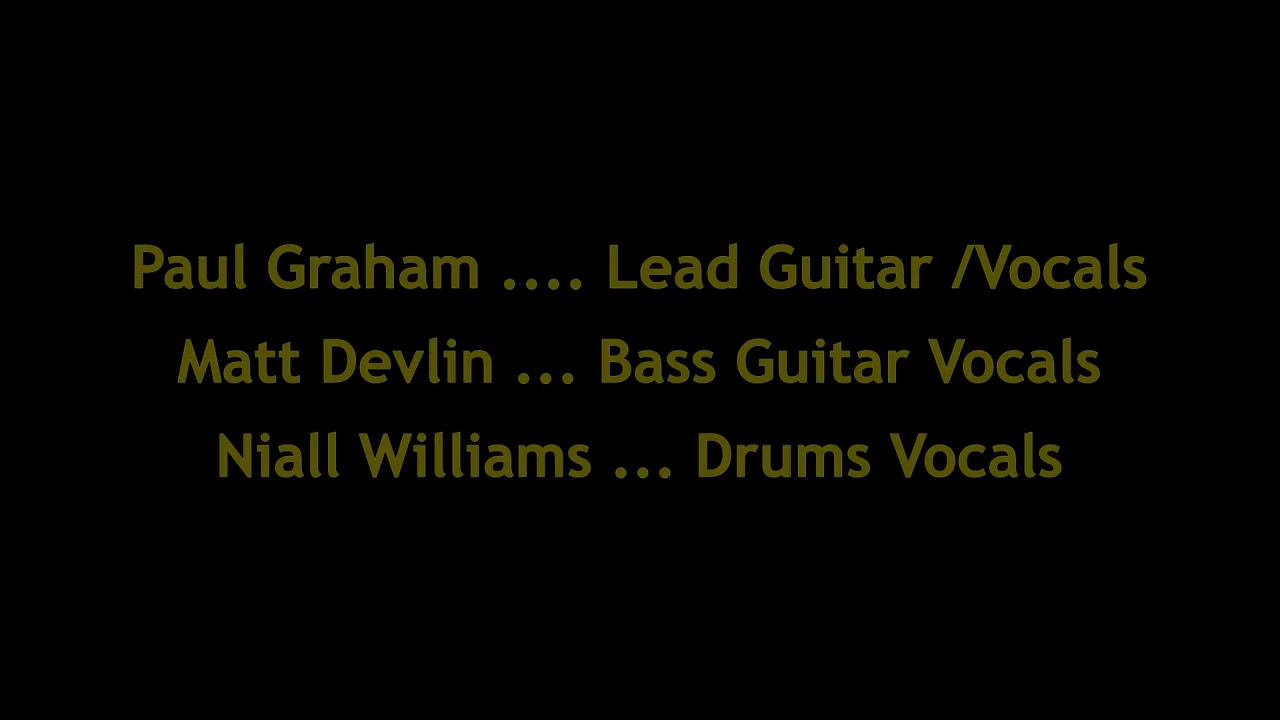 Paul Graham .... Lead Guitar /Vocals
Matt Devlin ... Bass Guitar Vocals
Niall Williams ... Drums Vocals